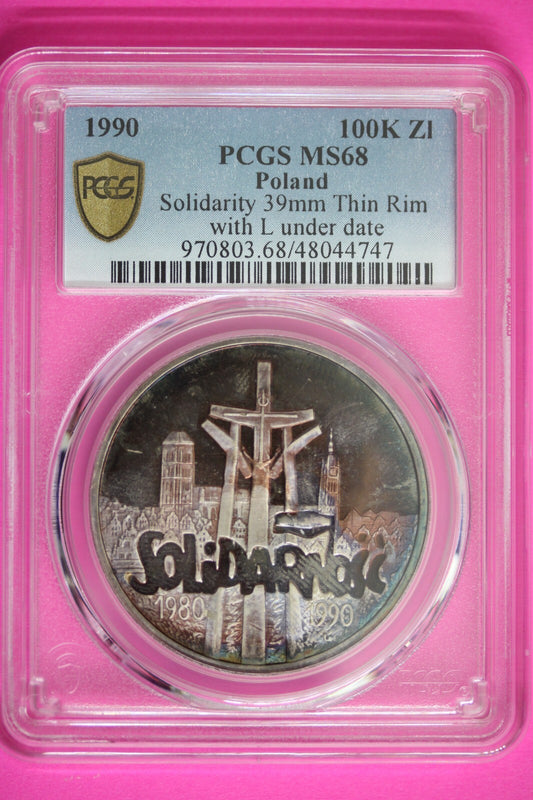 1990 100K Zl
PCGS MS68
PCGS
Poland
Solidarity 39mm Thin Rim
with L under date
970803.68/48044747
SOLiDARNOŚĆ
1980 1990
PCGS